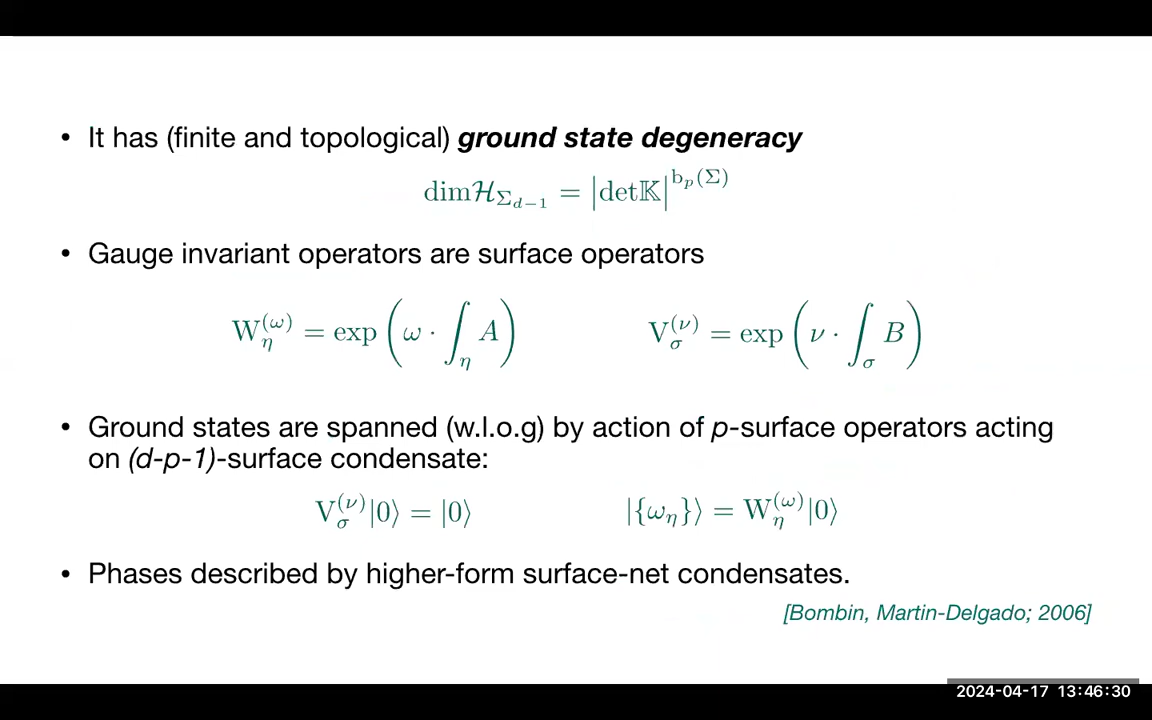 • It has (finite and topological) ground state degeneracy
dimℋ_{Σ_{d−1}} = |det𝕂|^{b_p(Σ)}
• Gauge invariant operators are surface operators
W_η^{(ω)} = exp(ω · ∫_η A)    V_σ^{(ν)} = exp(ν · ∫_σ B)
• Ground states are spanned (w.l.o.g) by action of p-surface operators acting
on (d-p-1)-surface condensate:
V_σ^{(ν)}|0⟩ = |0⟩    |{ω_η}⟩ = W_η^{(ω)}|0⟩
• Phases described by higher-form surface-net condensates.
[Bombin, Martin-Delgado; 2006]
2024-04-17 13:46:30